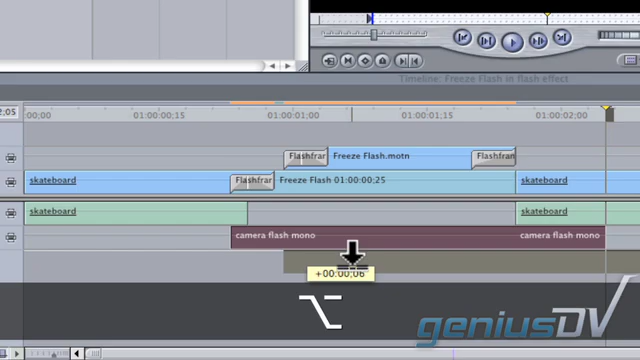 Timeline: Freeze Flash in flash effect
2;05
00;00
01:00:00;15
01:00:01;00
01:00:01;15
01:00:02;00
Flashfrar
Freeze Flash.motn
Flashfran
skateboard
Flashfrar
Freeze Flash 01:00:00;25
skateboard
skateboard
skateboard
camera flash mono
camera flash mono
+00:00;06
geniusDV